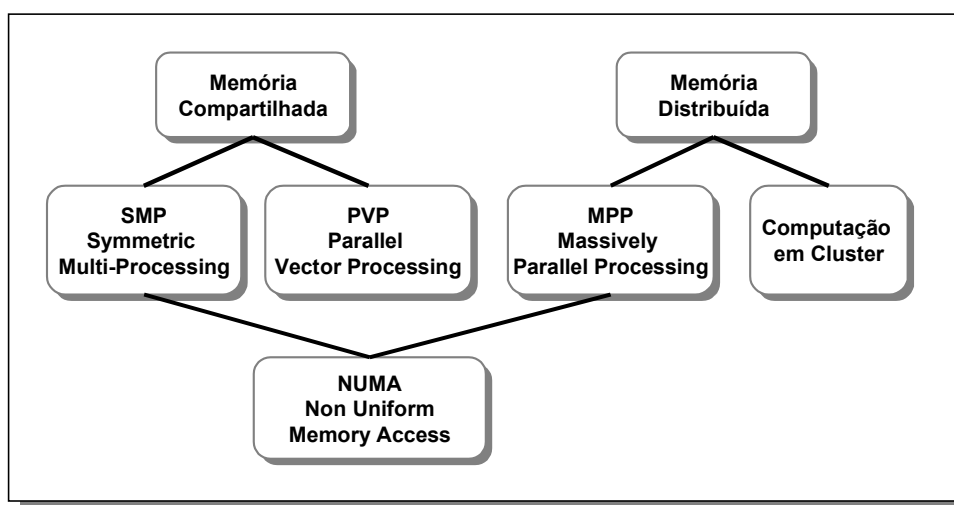 Memória
Compartilhada
Memória
Distribuída
SMP
Symmetric
Multi-Processing
PVP
Parallel
Vector Processing
MPP
Massively
Parallel Processing
Computação
em Cluster
NUMA
Non Uniform
Memory Access